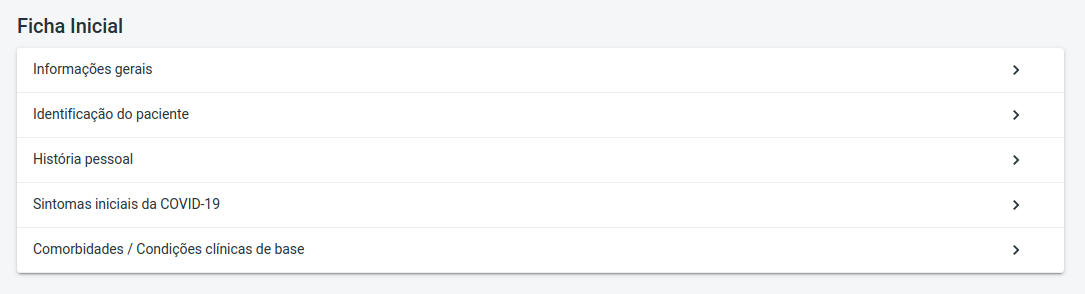 Ficha Inicial
Informações gerais
Identificação do paciente
História pessoal
Sintomas iniciais da COVID-19
Comorbidades / Condições clínicas de base